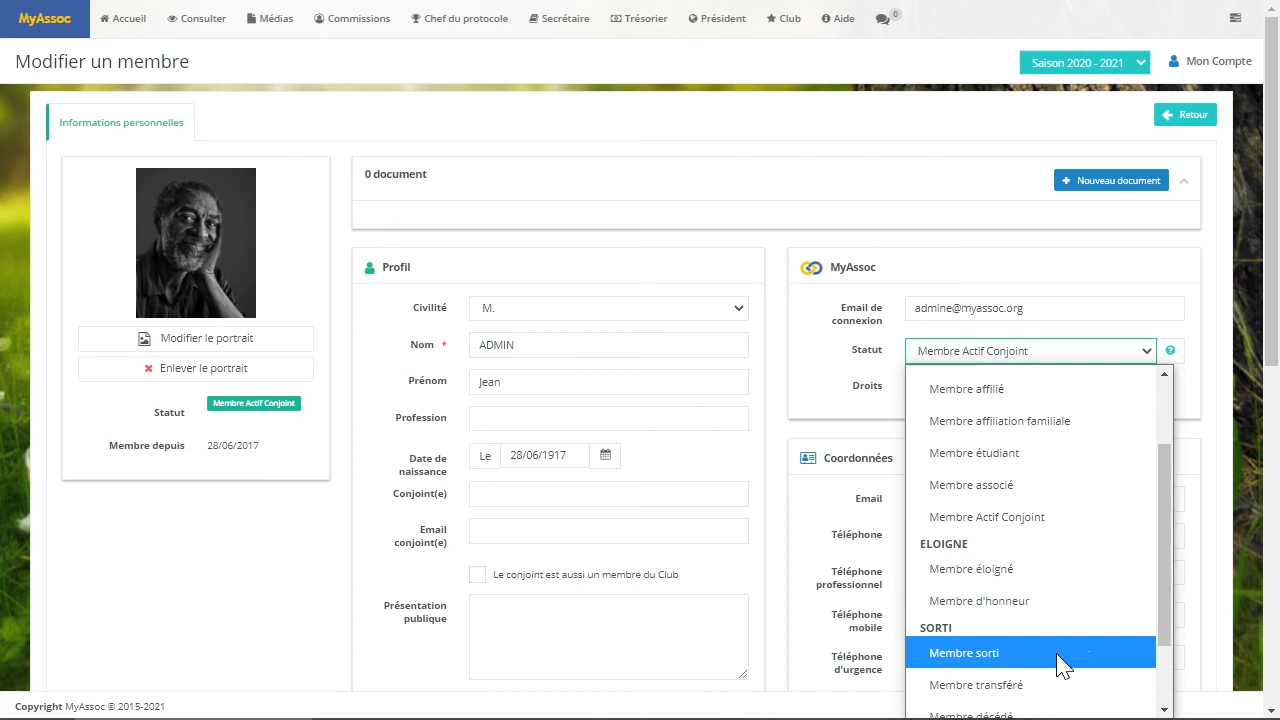 MyAssoc
Accueil
Consulter
Médias
Commissions
Chef du protocole
Secrétaire
Trésorier
Président
Club
Aide
0
Modifier un membre
Saison 2020 - 2021
Mon Compte
Informations personnelles
Retour
Modifier le portrait
Enlever le portrait
Statut
Membre Actif Conjoint
Membre depuis
28/06/2017
0 document
Nouveau document
Profil
Civilité
M.
Nom *
ADMIN
Prénom
Jean
Profession
Date de
naissance
Le
28/06/1917
Conjoint(e)
Email
conjoint(e)
Le conjoint est aussi un membre du Club
Présentation
publique
MyAssoc
Email de
connexion
admine@myassoc.org
Statut
Membre Actif Conjoint
Droits
Coordonnées
Email
Téléphone
Téléphone
professionnel
Téléphone
mobile
Téléphone
d'urgence
Membre affilié
Membre affiliation familiale
Membre étudiant
Membre associé
Membre Actif Conjoint
ELOIGNE
Membre éloigné
Membre d'honneur
SORTI
Membre sorti
Membre transféré
Membre décédé
Copyright MyAssoc © 2015-2021